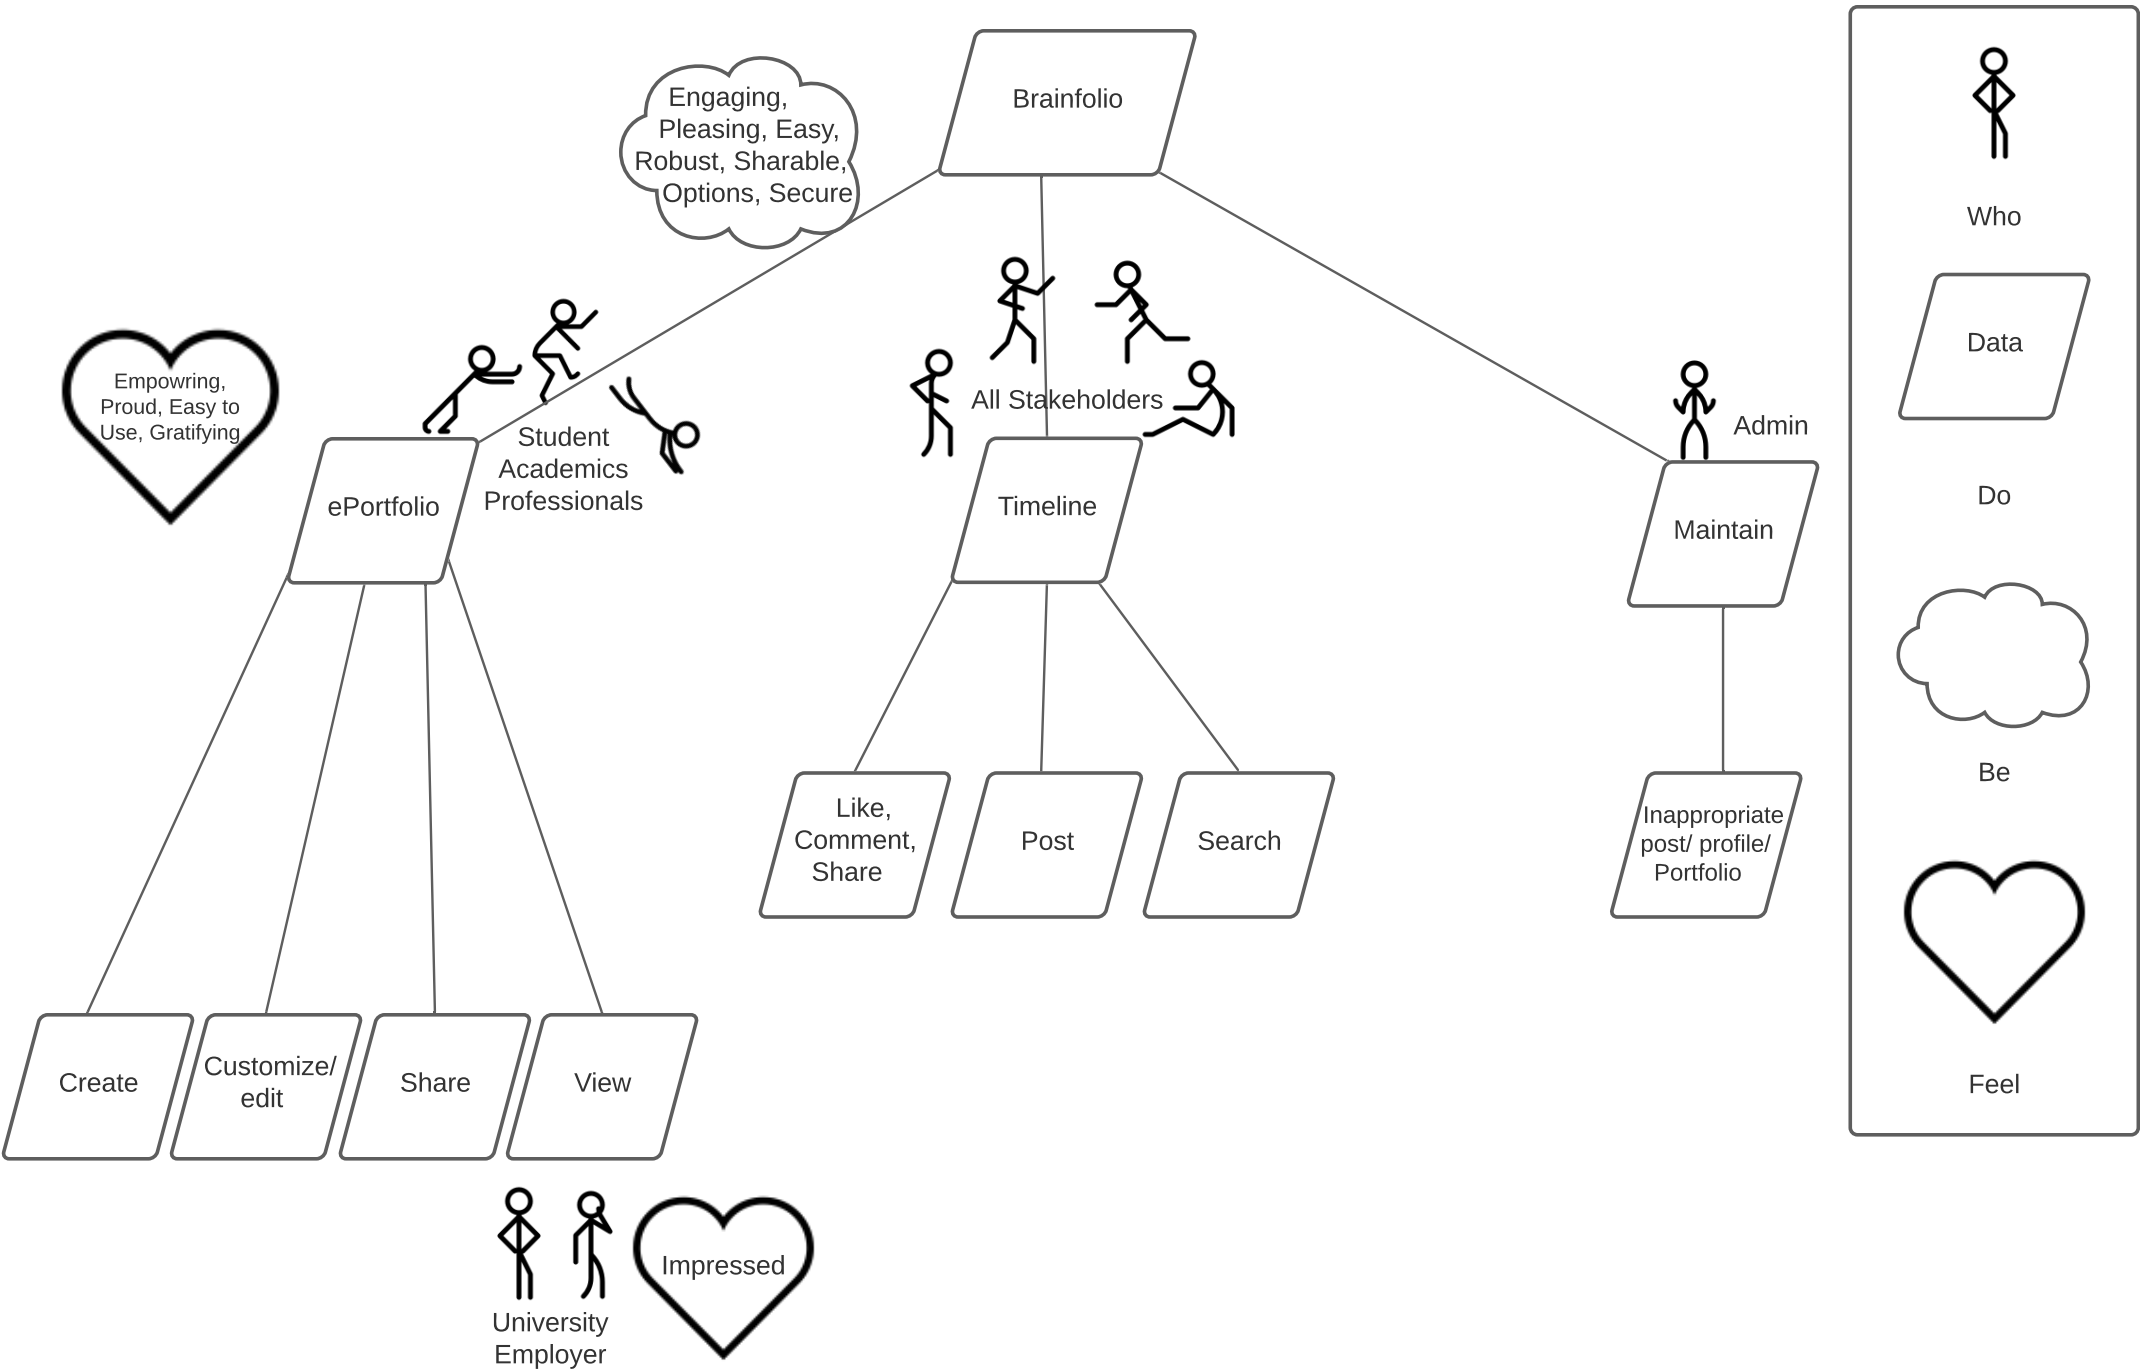 Brainfolio
Engaging,
Pleasing, Easy,
Robust, Sharable,
Options, Secure
Empowring,
Proud, Easy to
Use, Gratifying
ePortfolio
Student
Academics
Professionals
All Stakeholders
Timeline
Admin
Maintain
Like,
Comment,
Share
Post
Search
Inappropriate
post/ profile/
Portfolio
Create
Customize/
edit
Share
View
University
Employer
Impressed
Who
Data
Do
Be
Feel